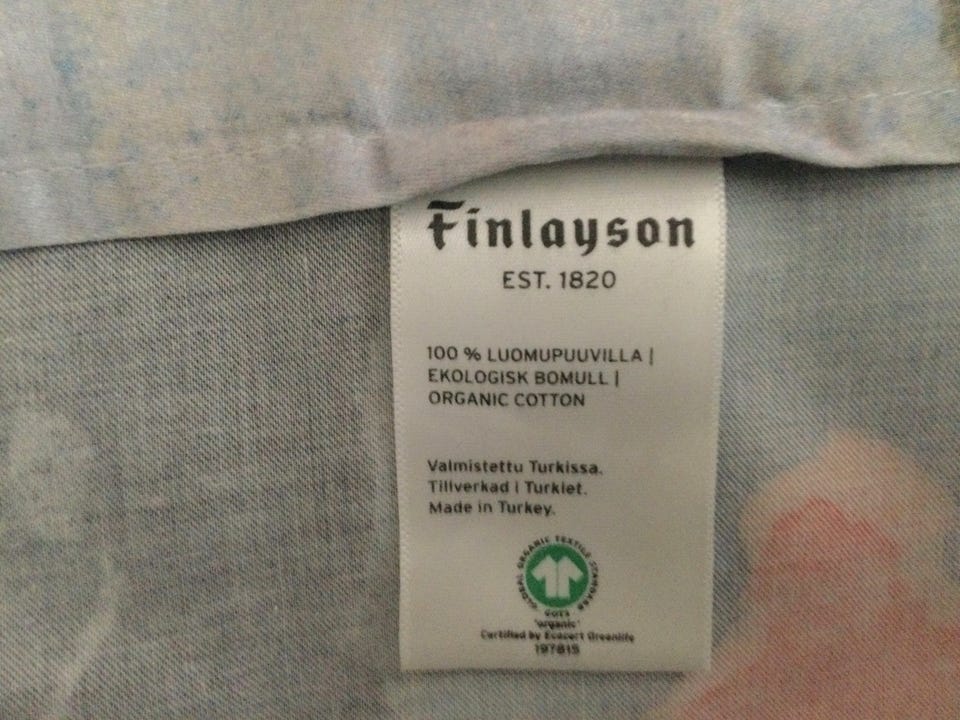 Finlayson
EST. 1820
100 % LUOMUPUUVILLA |
EKOLOGISK BOMULL |
ORGANIC COTTON
Valmistettu Turkissa.
Tillverkad i Turkiet.
Made in Turkey.
GLOBAL ORGANIC TEXTILE STANDARD
GOTS
"organic"
Certified by Ecocert Greenlife
197815